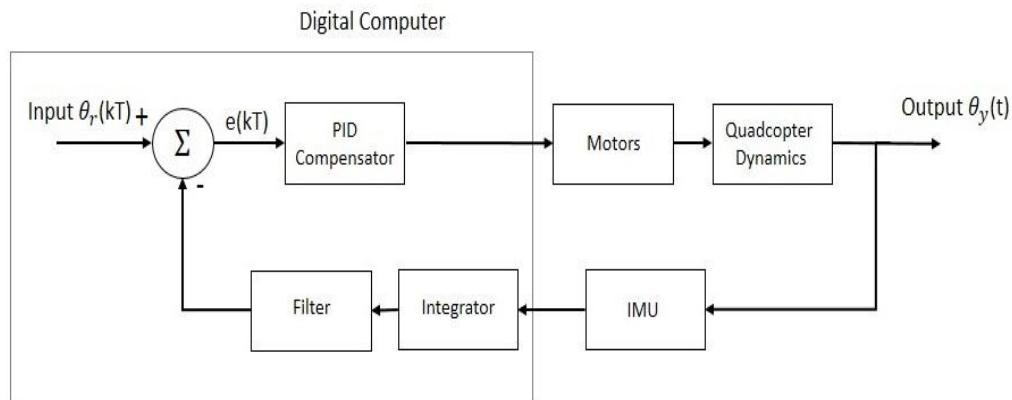 Digital Computer
Input θr(kT) +
Σ
e(kT)
PID
Compensator
Motors
Quadcopter
Dynamics
Output θy(t)
-
Filter
Integrator
IMU